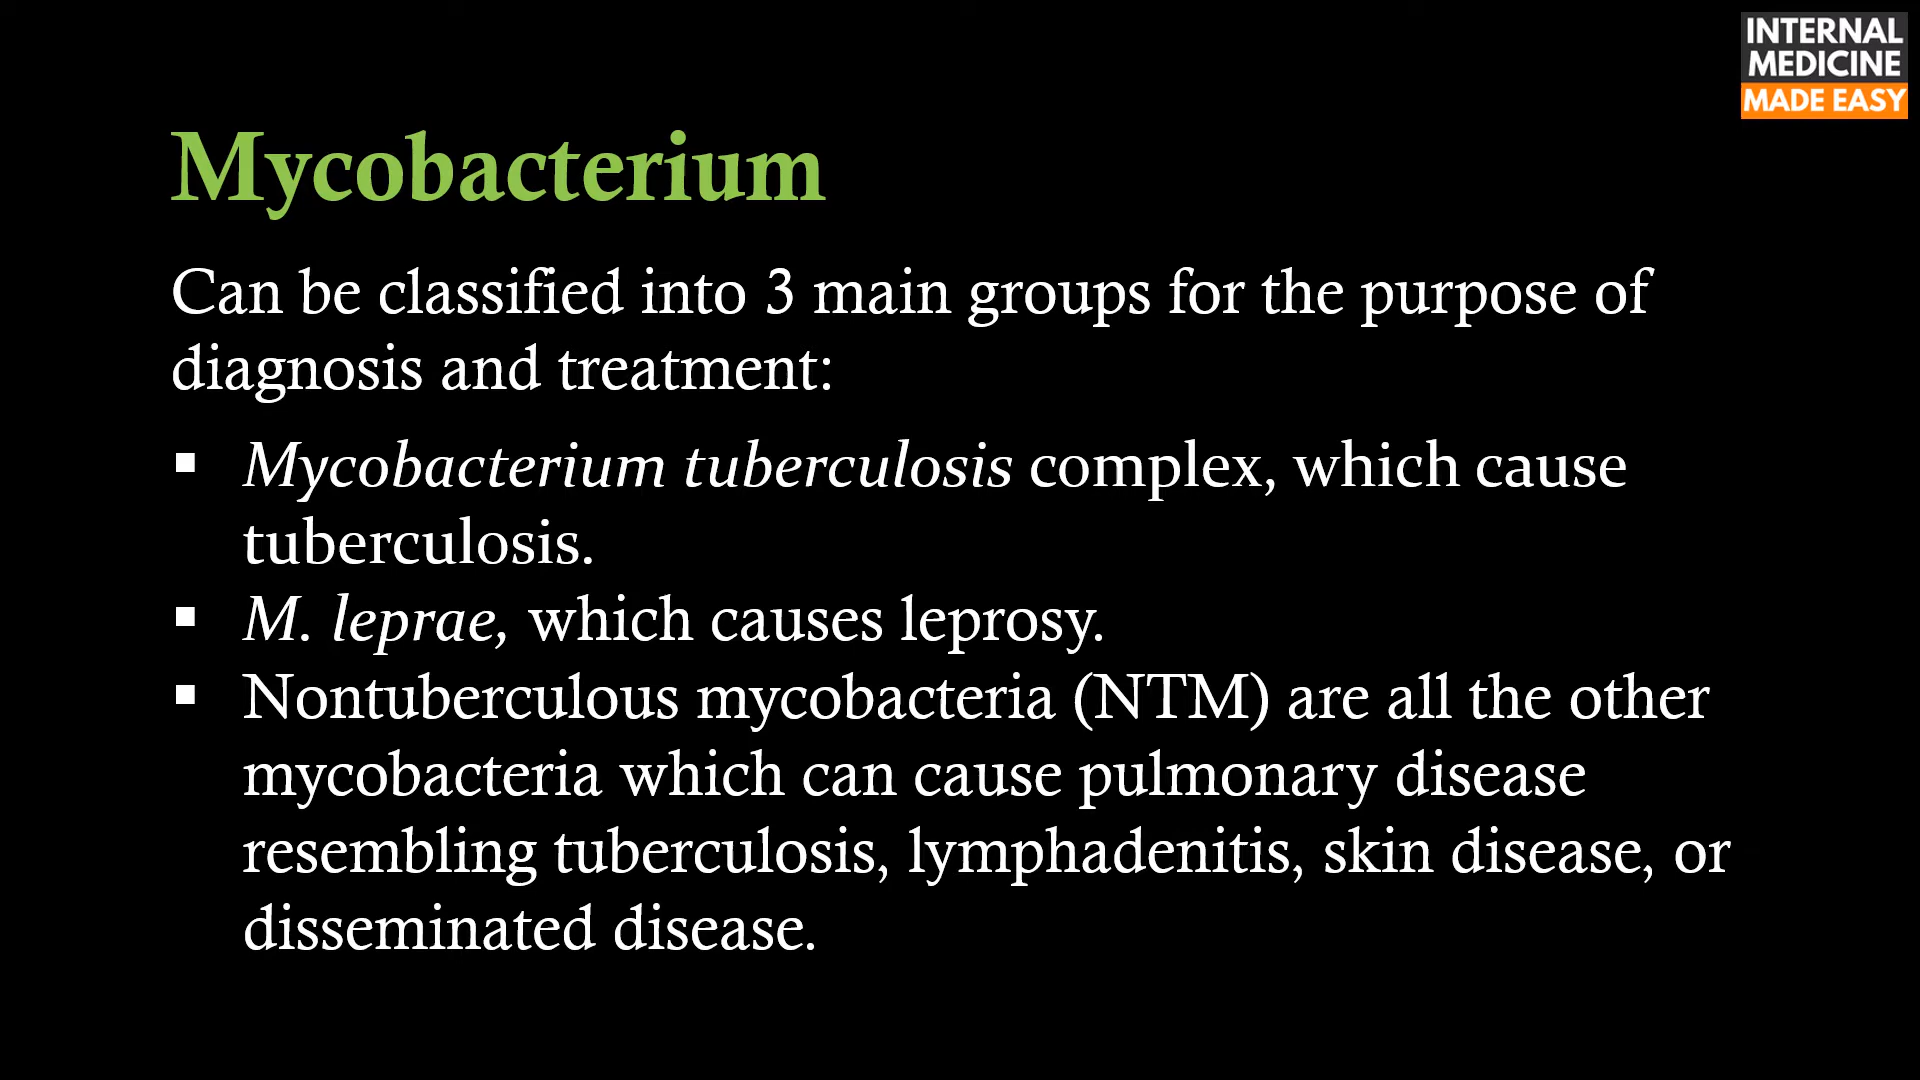 INTERNAL
MEDICINE
MADE EASY
Mycobacterium
Can be classified into 3 main groups for the purpose of
diagnosis and treatment:
▪ Mycobacterium tuberculosis complex, which cause
tuberculosis.
▪ M. leprae, which causes leprosy.
▪ Nontuberculous mycobacteria (NTM) are all the other
mycobacteria which can cause pulmonary disease
resembling tuberculosis, lymphadenitis, skin disease, or
disseminated disease.